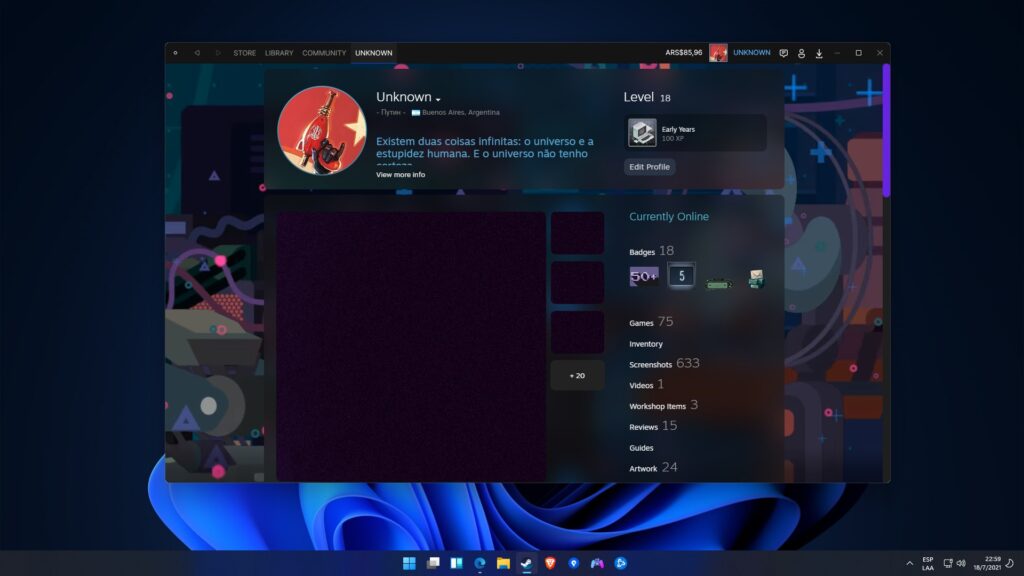 STORE LIBRARY COMMUNITY UNKNOWN ARS$85,96 UNKNOWN
Unknown
- Путин - Buenos Aires, Argentina
Existem duas coisas infinitas: o universo e a
estupidez humana. E o universo não tenho
View more info
Level 18
Early Years
100 XP
Edit Profile
+ 20
Currently Online
Badges 18
50+ 5
Games 75
Inventory
Screenshots 633
Videos 1
Workshop Items 3
Reviews 15
Guides
Artwork 24
ESP
LAA
22:59
18/7/2021